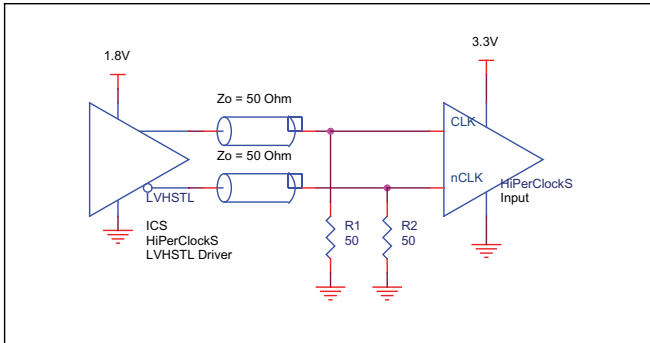 1.8V
3.3V
Zo = 50 Ohm
CLK
Zo = 50 Ohm
nCLK
HiPerClockS
Input
LVHSTL
ICS
HiPerClockS
LVHSTL Driver
R1
50
R2
50